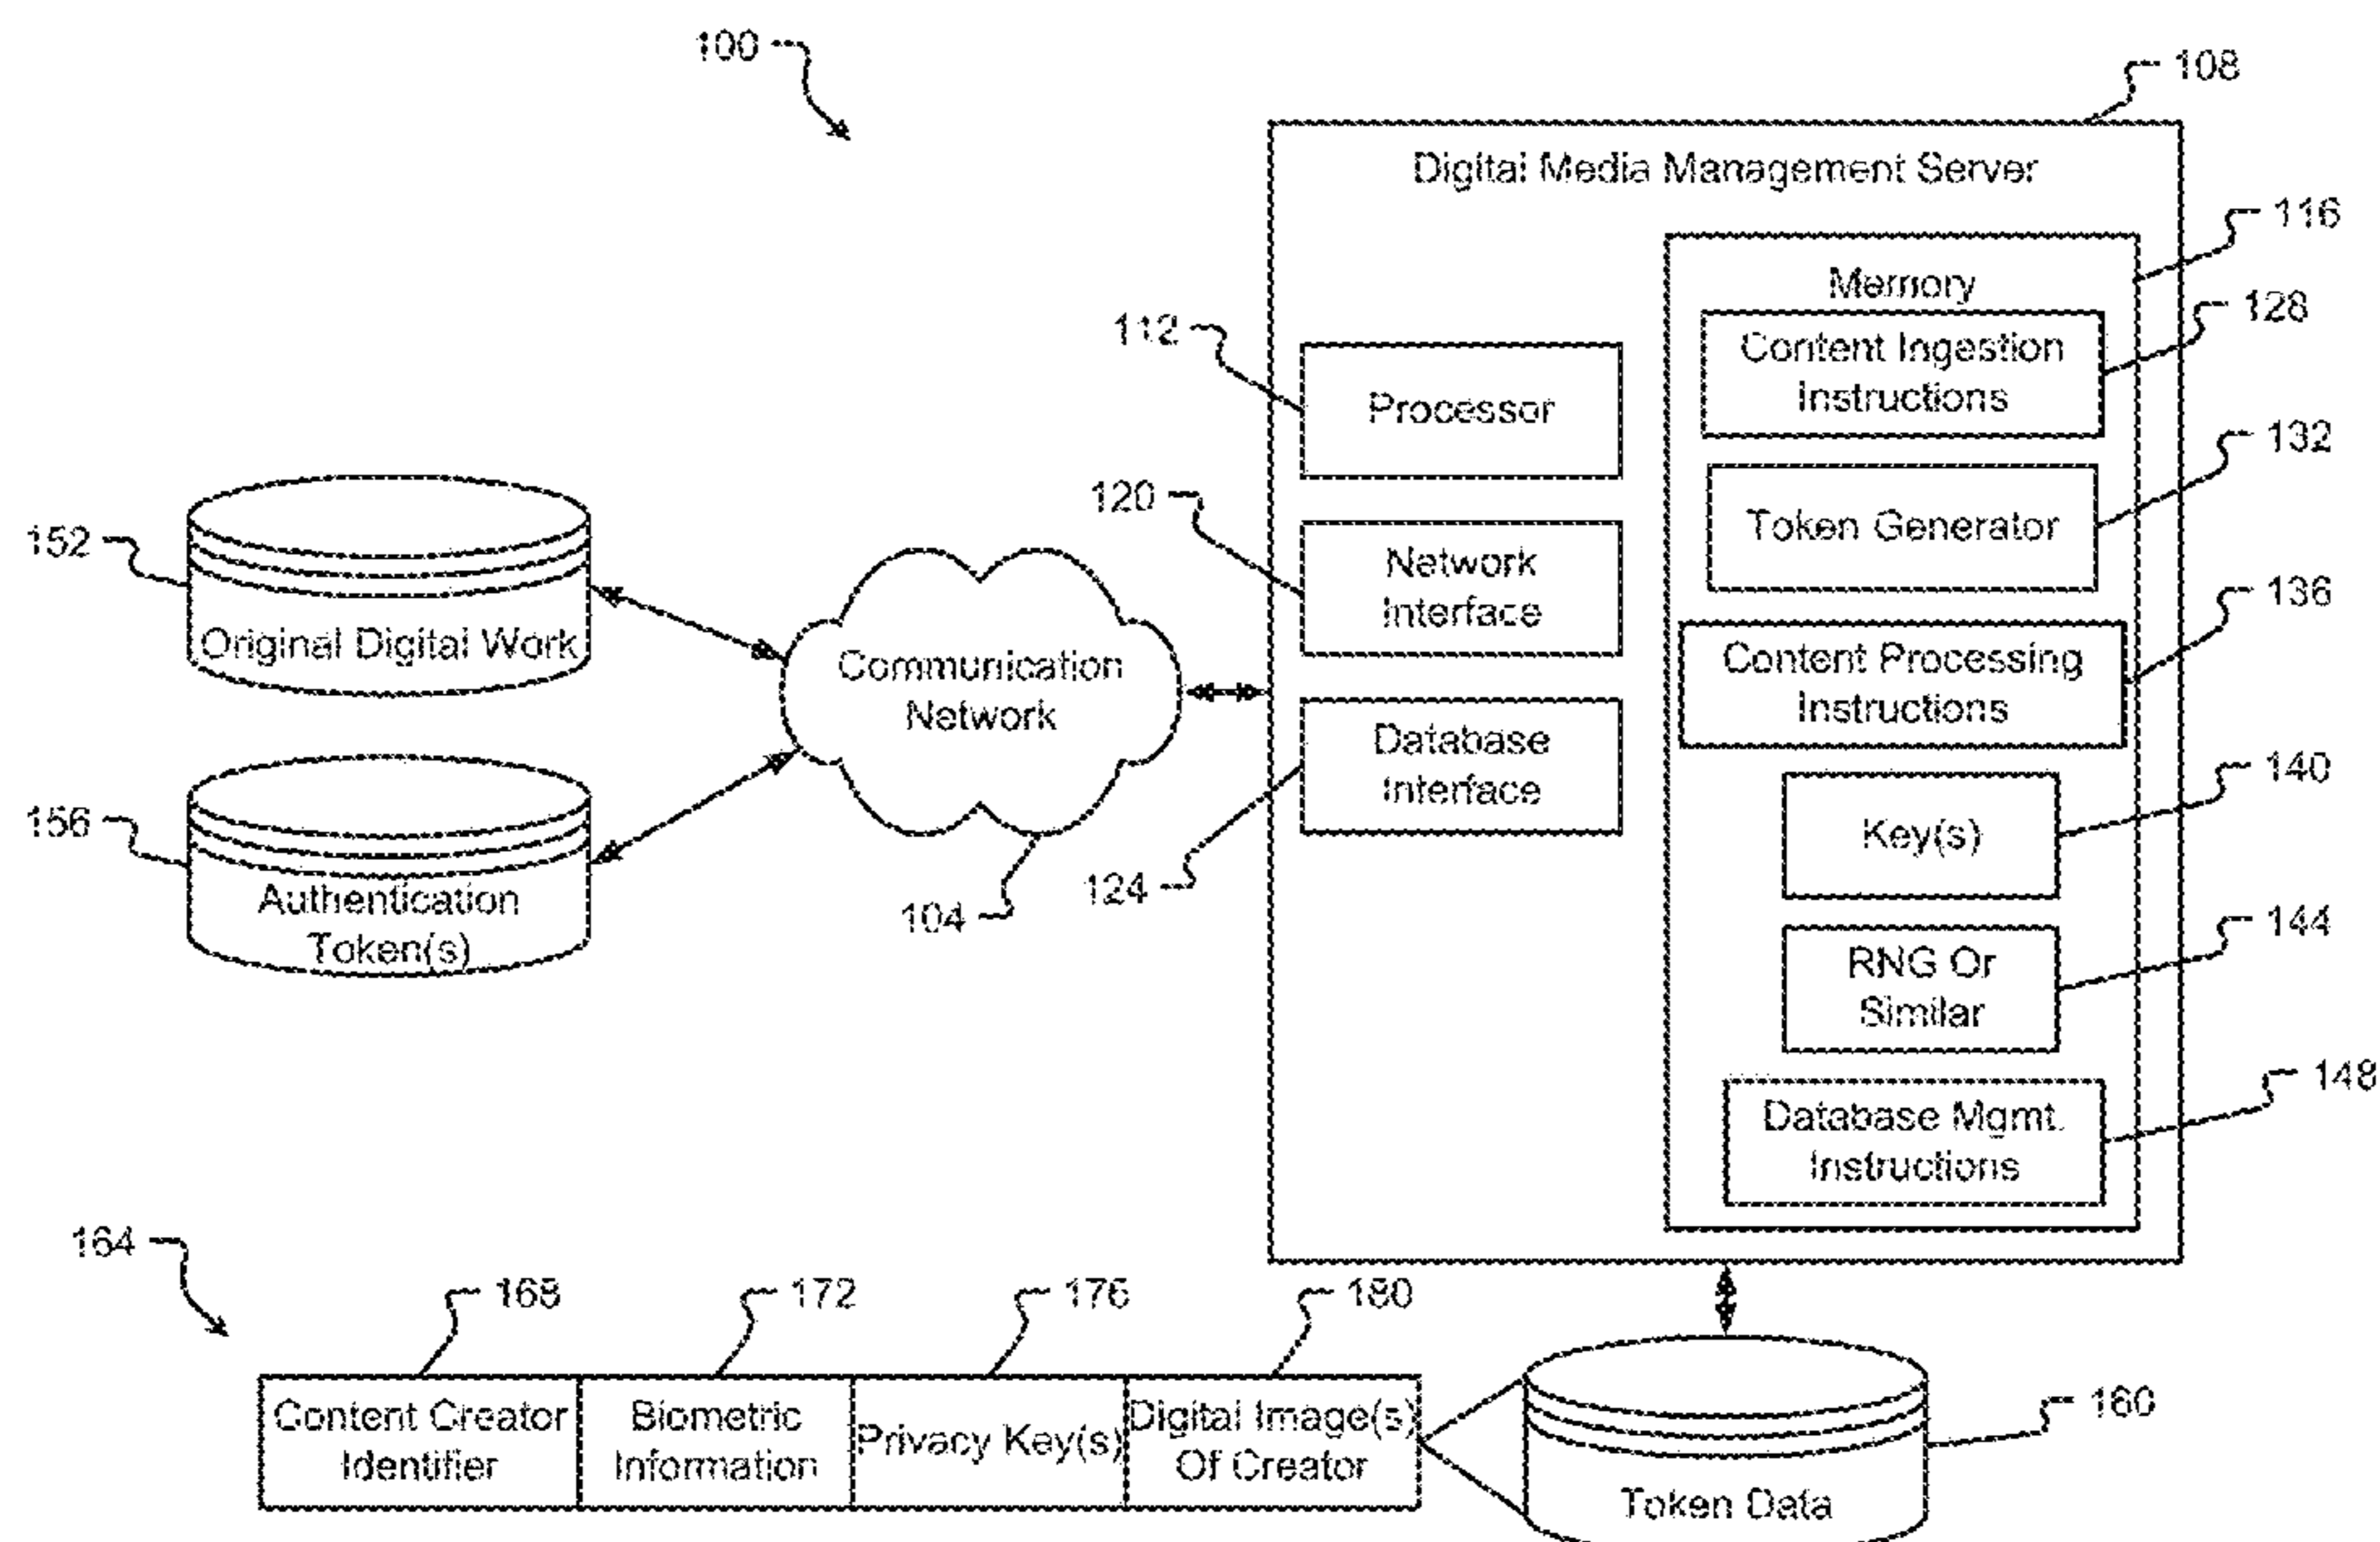 100
108
Digital Media Management Server
116
Memory
128
Content Ingestion
Instructions
112
Processor
132
Token Generator
120
Network
Interface
136
Content Processing
Instructions
152
Original Digital Work
Communication
Network
104
124
Database
Interface
140
Key(s)
156
Authentication
Token(s)
144
RNG Or
Similar
148
Database Mgmt.
Instructions
164
168
172
176
180
Content Creator
Identifier
Biometric
Information
Privacy Key(s)
Digital Image(s)
Of Creator
160
Token Data